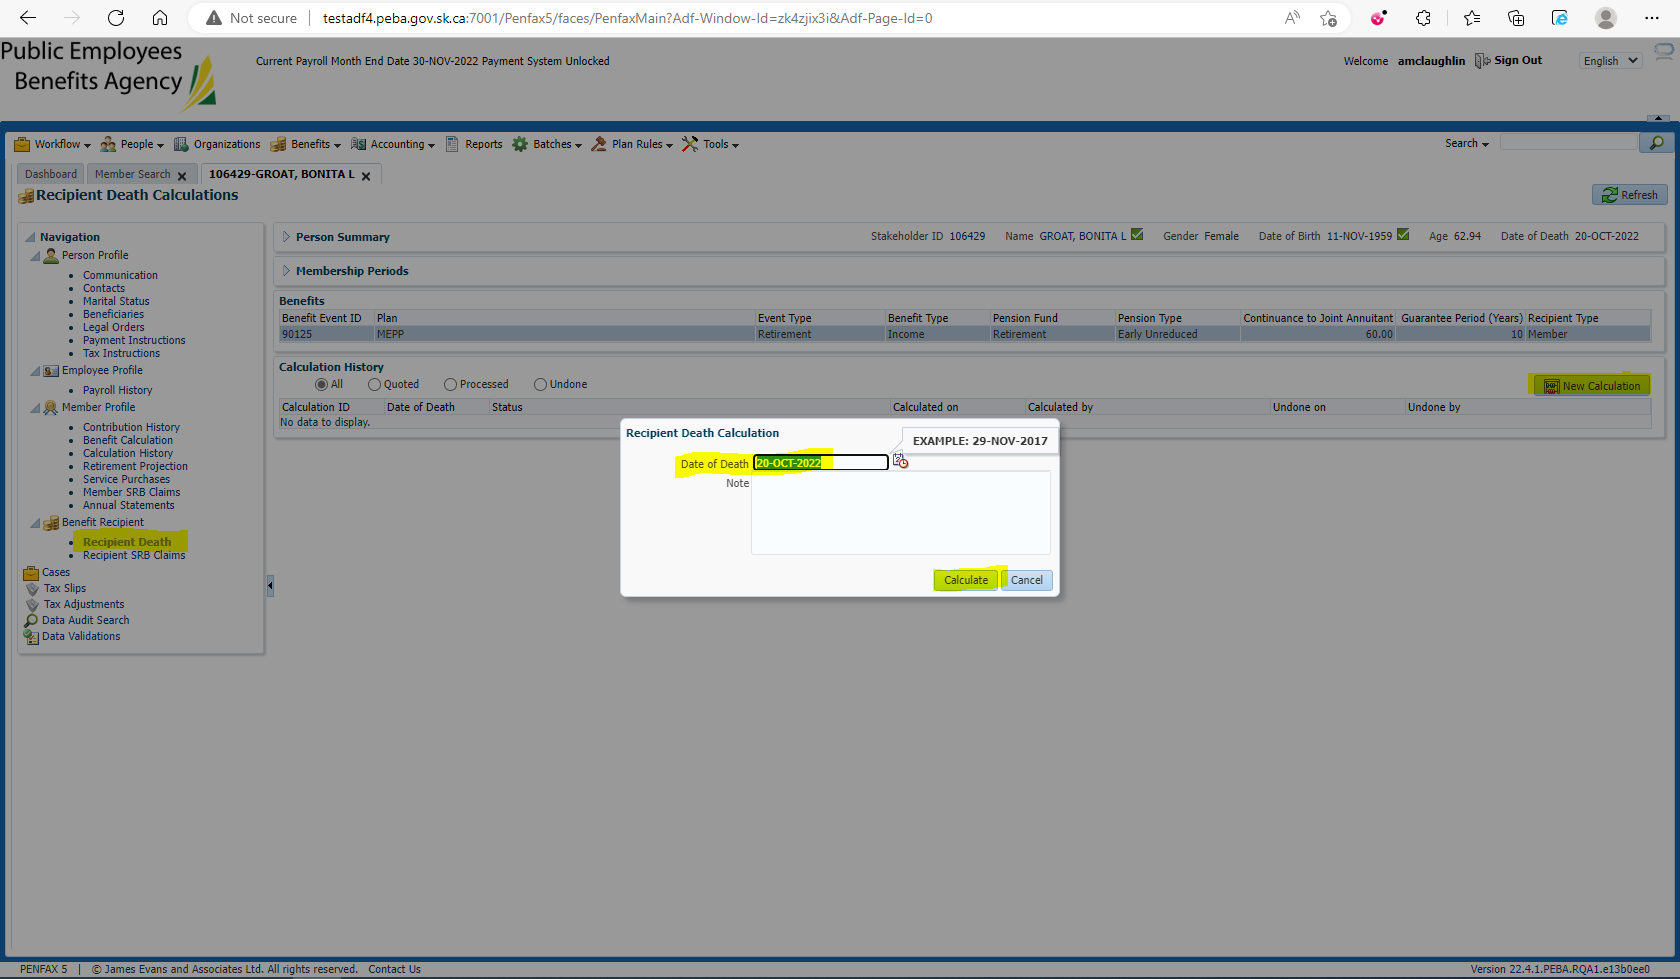 Not secure | testadf4.peba.gov.sk.ca:7001/Penfax5/faces/PenfaxMain?Adf-Window-Id=zk4zjix3i&Adf-Page-Id=0
Public Employees
Benefits Agency
Current Payroll Month End Date 30-NOV-2022 Payment System Unlocked
Welcome amclaughlin Sign Out English
Workflow People Organizations Benefits Accounting Reports Batches Plan Rules Tools Search
Dashboard Member Search 106429-GROAT, BONITA L
Recipient Death Calculations
Refresh
Navigation
Person Profile
Communication
Contacts
Marital Status
Beneficiaries
Legal Orders
Payment Instructions
Tax Instructions
Employee Profile
Payroll History
Member Profile
Contribution History
Benefit Calculation
Calculation History
Retirement Projection
Service Purchases
Member SRB Claims
Annual Statements
Benefit Recipient
Recipient Death
Recipient SRB Claims
Cases
Tax Slips
Tax Adjustments
Data Audit Search
Data Validations
Person Summary Stakeholder ID 106429 Name GROAT, BONITA L Gender Female Date of Birth 11-NOV-1959 Age 62.94 Date of Death 20-OCT-2022
Membership Periods
Benefits
Benefit Event ID Plan Event Type Benefit Type Pension Fund Pension Type Continuance to Joint Annuitant Guarantee Period (Years) Recipient Type
90125 MEPP Retirement Income Retirement Early Unreduced 60.00 10 Member
Calculation History
All Quoted Processed Undone
New Calculation
Calculation ID Date of Death Status Calculated on Calculated by Undone on Undone by
No data to display.
Recipient Death Calculation
EXAMPLE: 29-NOV-2017
Date of Death 20-OCT-2022
Note
Calculate Cancel
PENFAX 5 | © James Evans and Associates Ltd. All rights reserved. Contact Us
Version 22.4.1.PEBA.RQA1.e13b0ee0